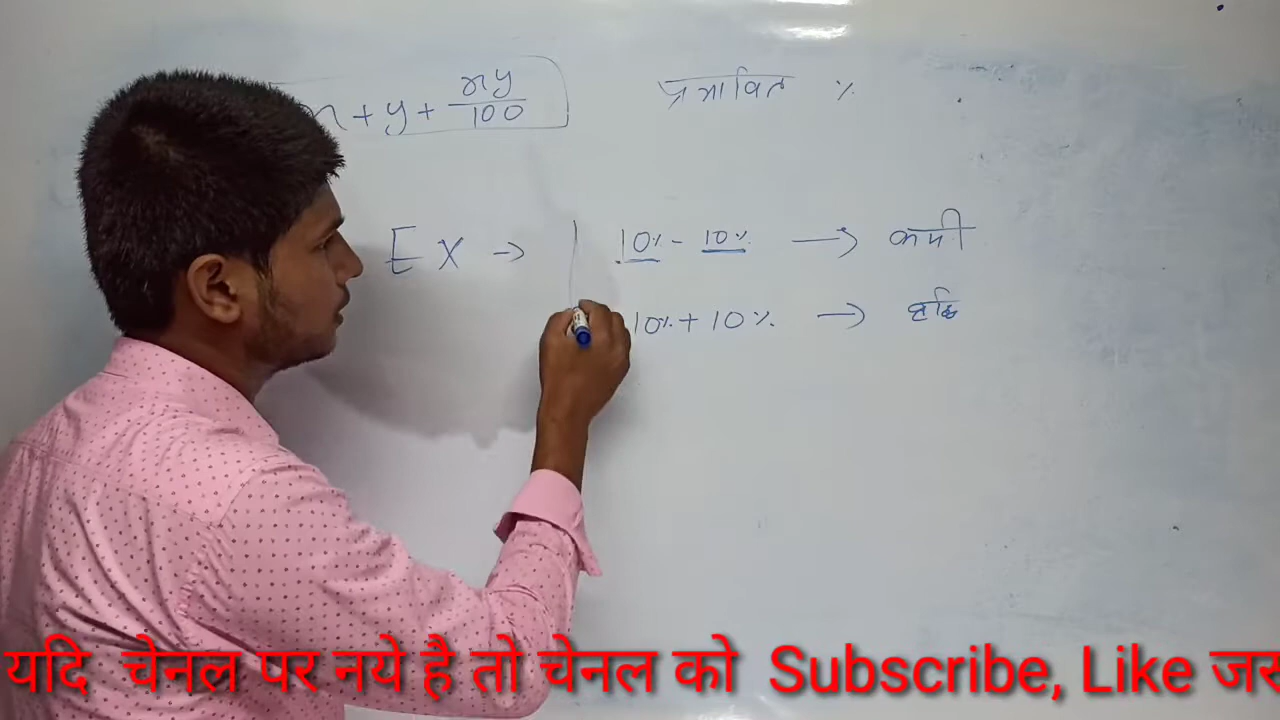 x + y + xy/100
प्रभावित %
EX → 10% - 10% → कमी
10% + 10% → वृद्धि
यदि चेनल पर नये है तो चेनल को Subscribe, Like जरु